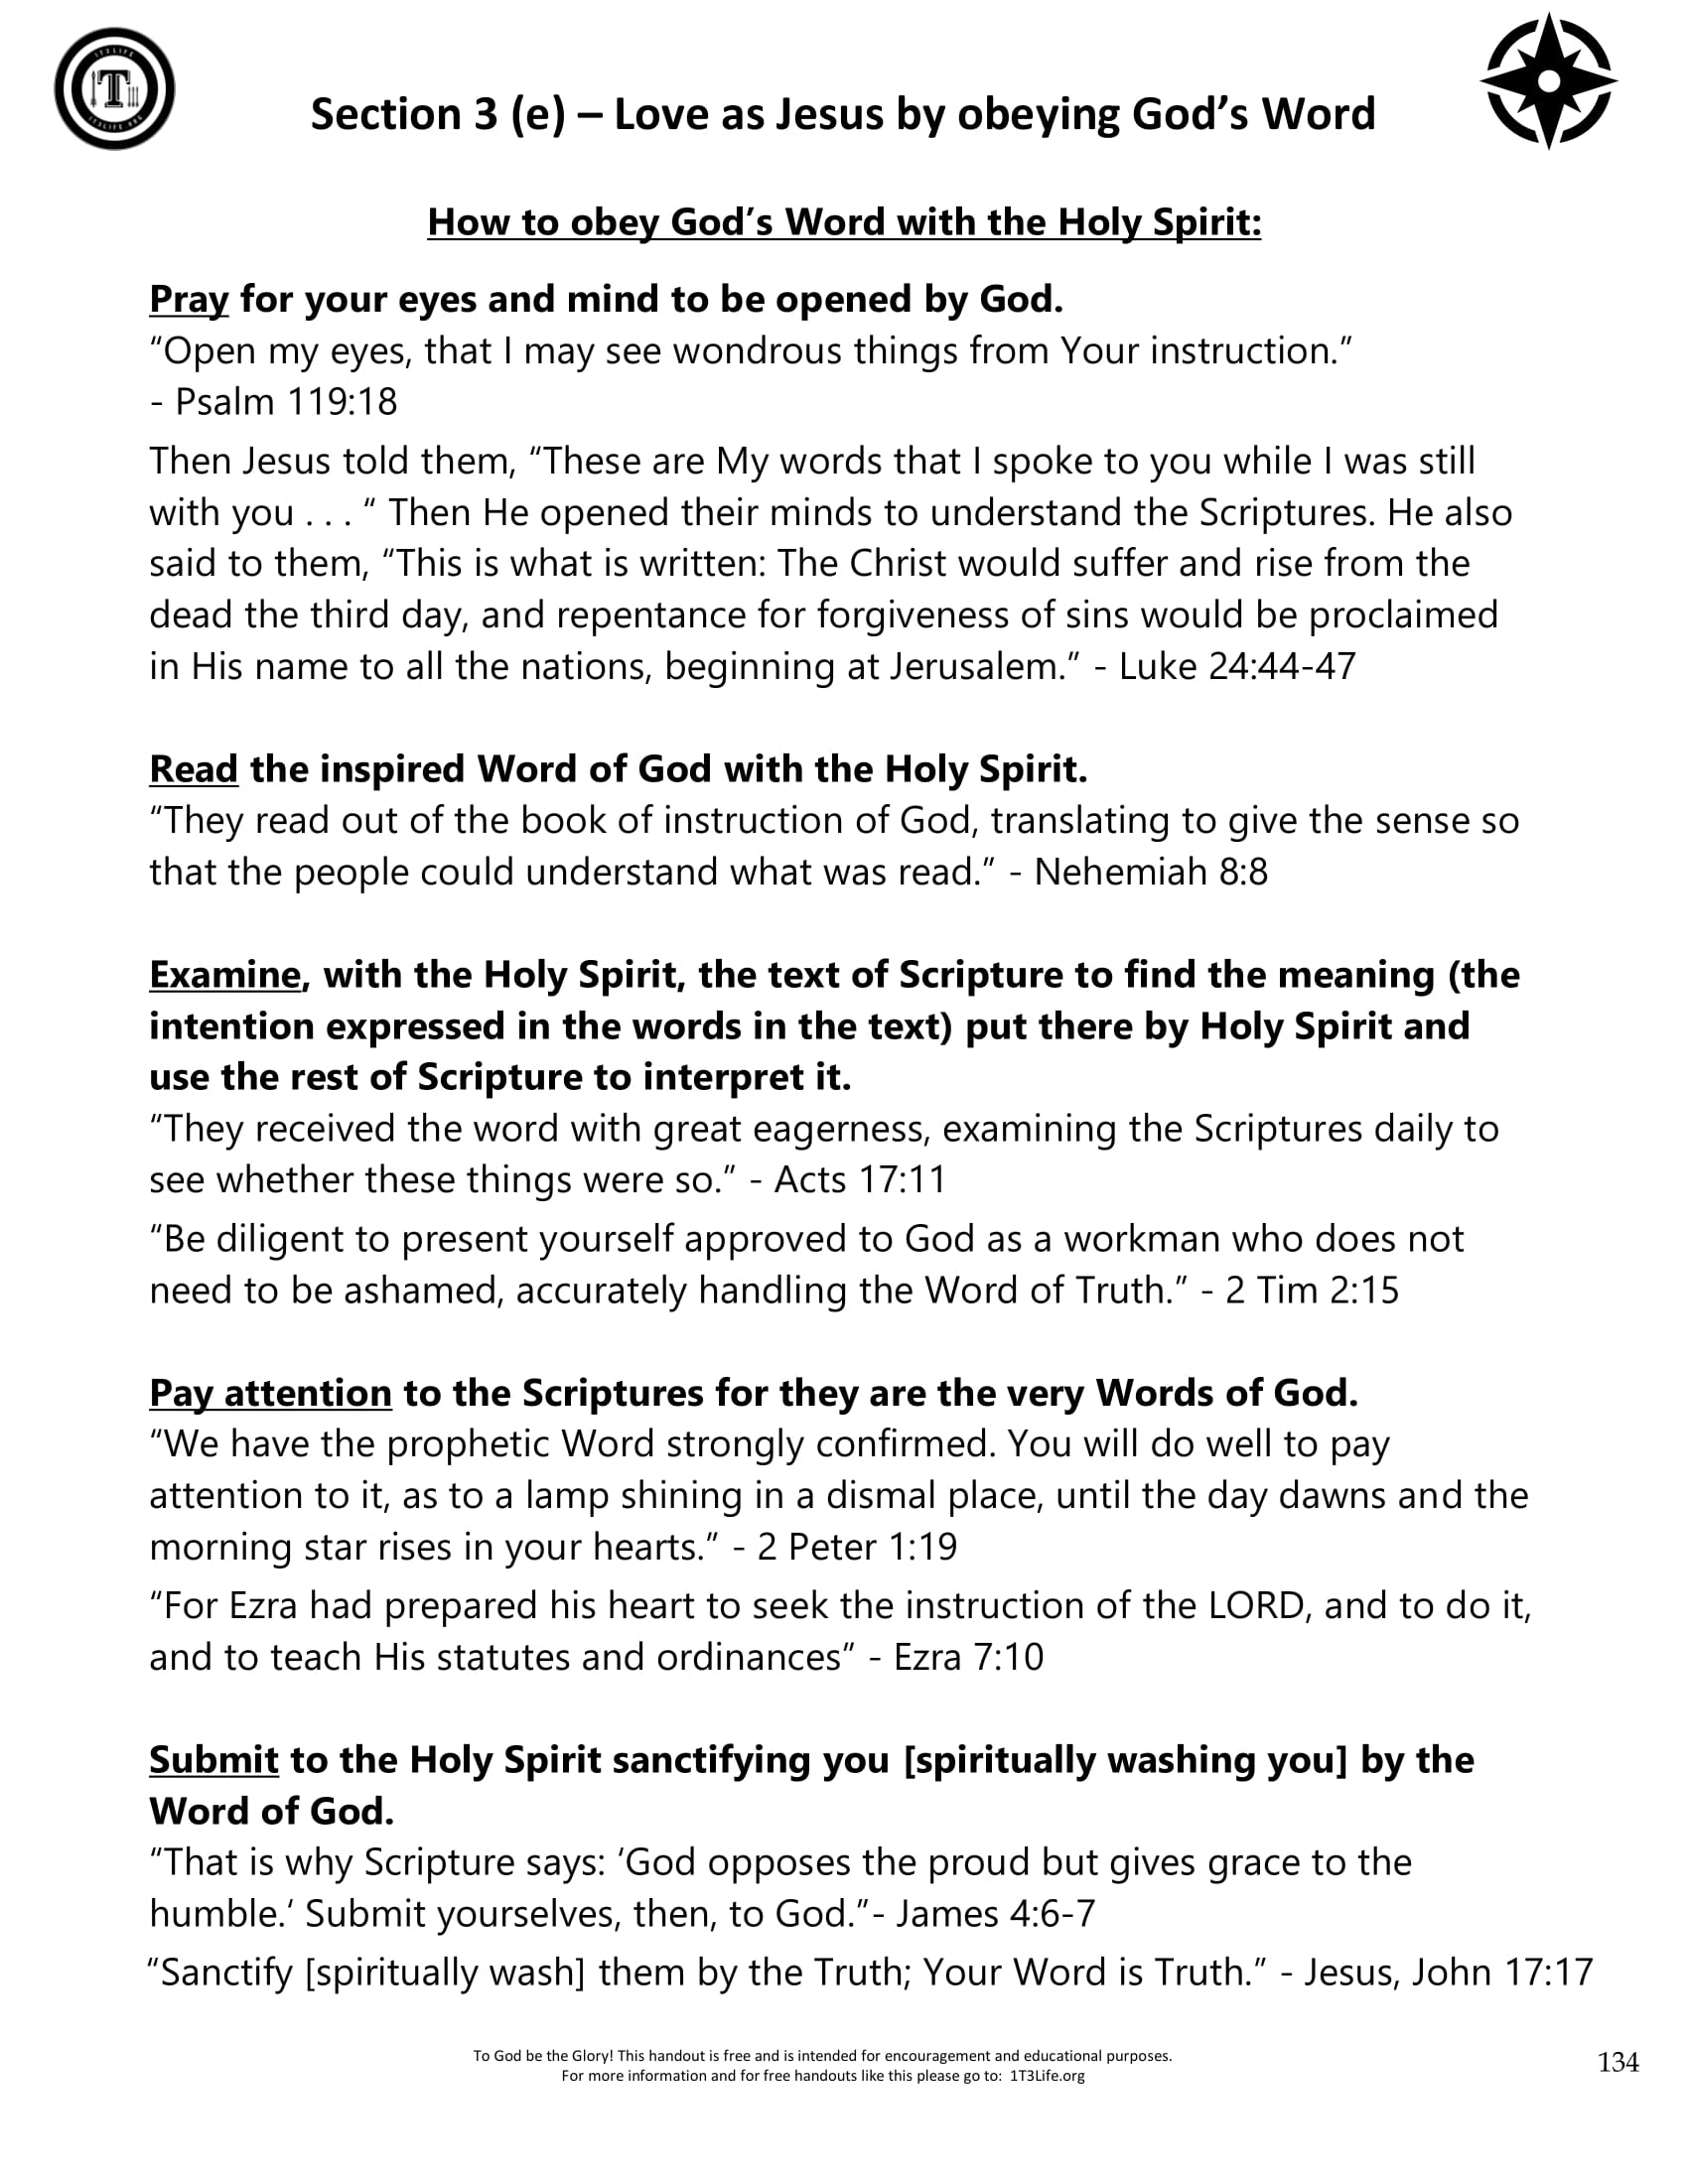 1T3LIFE
T
1T3LIFE.ORG
Section 3 (e) – Love as Jesus by obeying God’s Word
How to obey God’s Word with the Holy Spirit:
Pray for your eyes and mind to be opened by God.
“Open my eyes, that I may see wondrous things from Your instruction.”
- Psalm 119:18
Then Jesus told them, “These are My words that I spoke to you while I was still
with you . . . “ Then He opened their minds to understand the Scriptures. He also
said to them, “This is what is written: The Christ would suffer and rise from the
dead the third day, and repentance for forgiveness of sins would be proclaimed
in His name to all the nations, beginning at Jerusalem.” - Luke 24:44-47
Read the inspired Word of God with the Holy Spirit.
“They read out of the book of instruction of God, translating to give the sense so
that the people could understand what was read.” - Nehemiah 8:8
Examine, with the Holy Spirit, the text of Scripture to find the meaning (the
intention expressed in the words in the text) put there by Holy Spirit and
use the rest of Scripture to interpret it.
“They received the word with great eagerness, examining the Scriptures daily to
see whether these things were so.” - Acts 17:11
“Be diligent to present yourself approved to God as a workman who does not
need to be ashamed, accurately handling the Word of Truth.” - 2 Tim 2:15
Pay attention to the Scriptures for they are the very Words of God.
“We have the prophetic Word strongly confirmed. You will do well to pay
attention to it, as to a lamp shining in a dismal place, until the day dawns and the
morning star rises in your hearts.” - 2 Peter 1:19
“For Ezra had prepared his heart to seek the instruction of the LORD, and to do it,
and to teach His statutes and ordinances” - Ezra 7:10
Submit to the Holy Spirit sanctifying you [spiritually washing you] by the
Word of God.
“That is why Scripture says: ‘God opposes the proud but gives grace to the
humble.‘ Submit yourselves, then, to God.”- James 4:6-7
“Sanctify [spiritually wash] them by the Truth; Your Word is Truth.” - Jesus, John 17:17
To God be the Glory! This handout is free and is intended for encouragement and educational purposes.
For more information and for free handouts like this please go to: 1T3Life.org
134